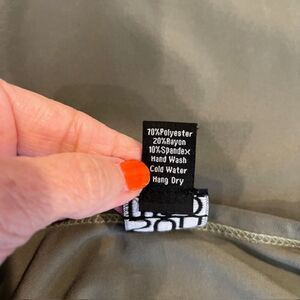 70%Polyester
20%Rayon
10%Spandex
Hand Wash
Cold Water
Hang Dry